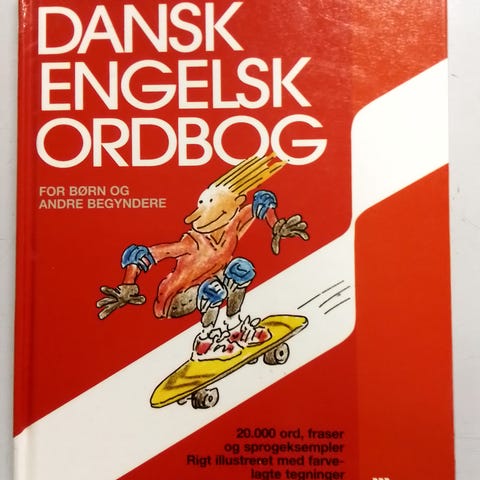 DANSK
ENGELSK
ORDBOG
FOR BØRN OG
ANDRE BEGYNDERE
20.000 ord, fraser
og sprogeksempler
Rigt illustreret med farve-
lagte tegninger